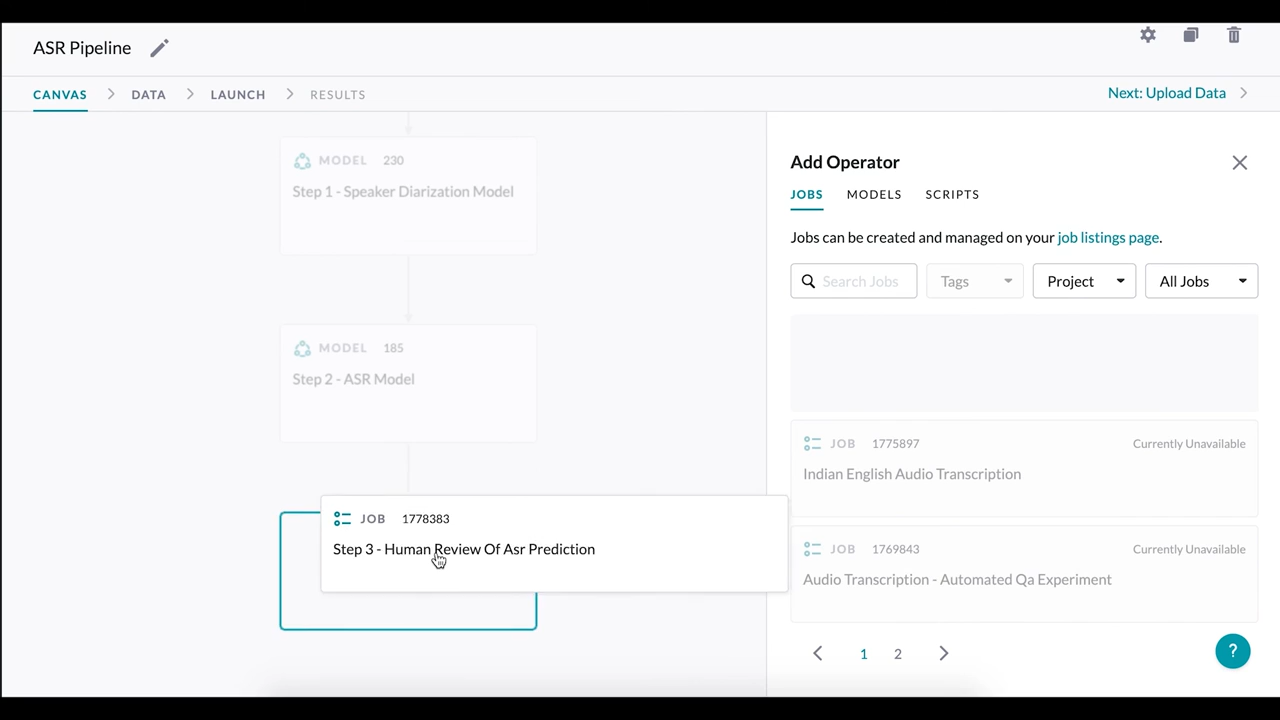 ASR Pipeline
CANVAS
DATA
LAUNCH
RESULTS
Next: Upload Data
MODEL 230
Step 1 - Speaker Diarization Model
MODEL 185
Step 2 - ASR Model
JOB 1778383
Step 3 - Human Review Of Asr Prediction
Add Operator
JOBS
MODELS
SCRIPTS
Jobs can be created and managed on your job listings page.
Search Jobs
Tags
Project
All Jobs
JOB 1775897 Currently Unavailable
Indian English Audio Transcription
JOB 1769843 Currently Unavailable
Audio Transcription - Automated Qa Experiment
1 2
?